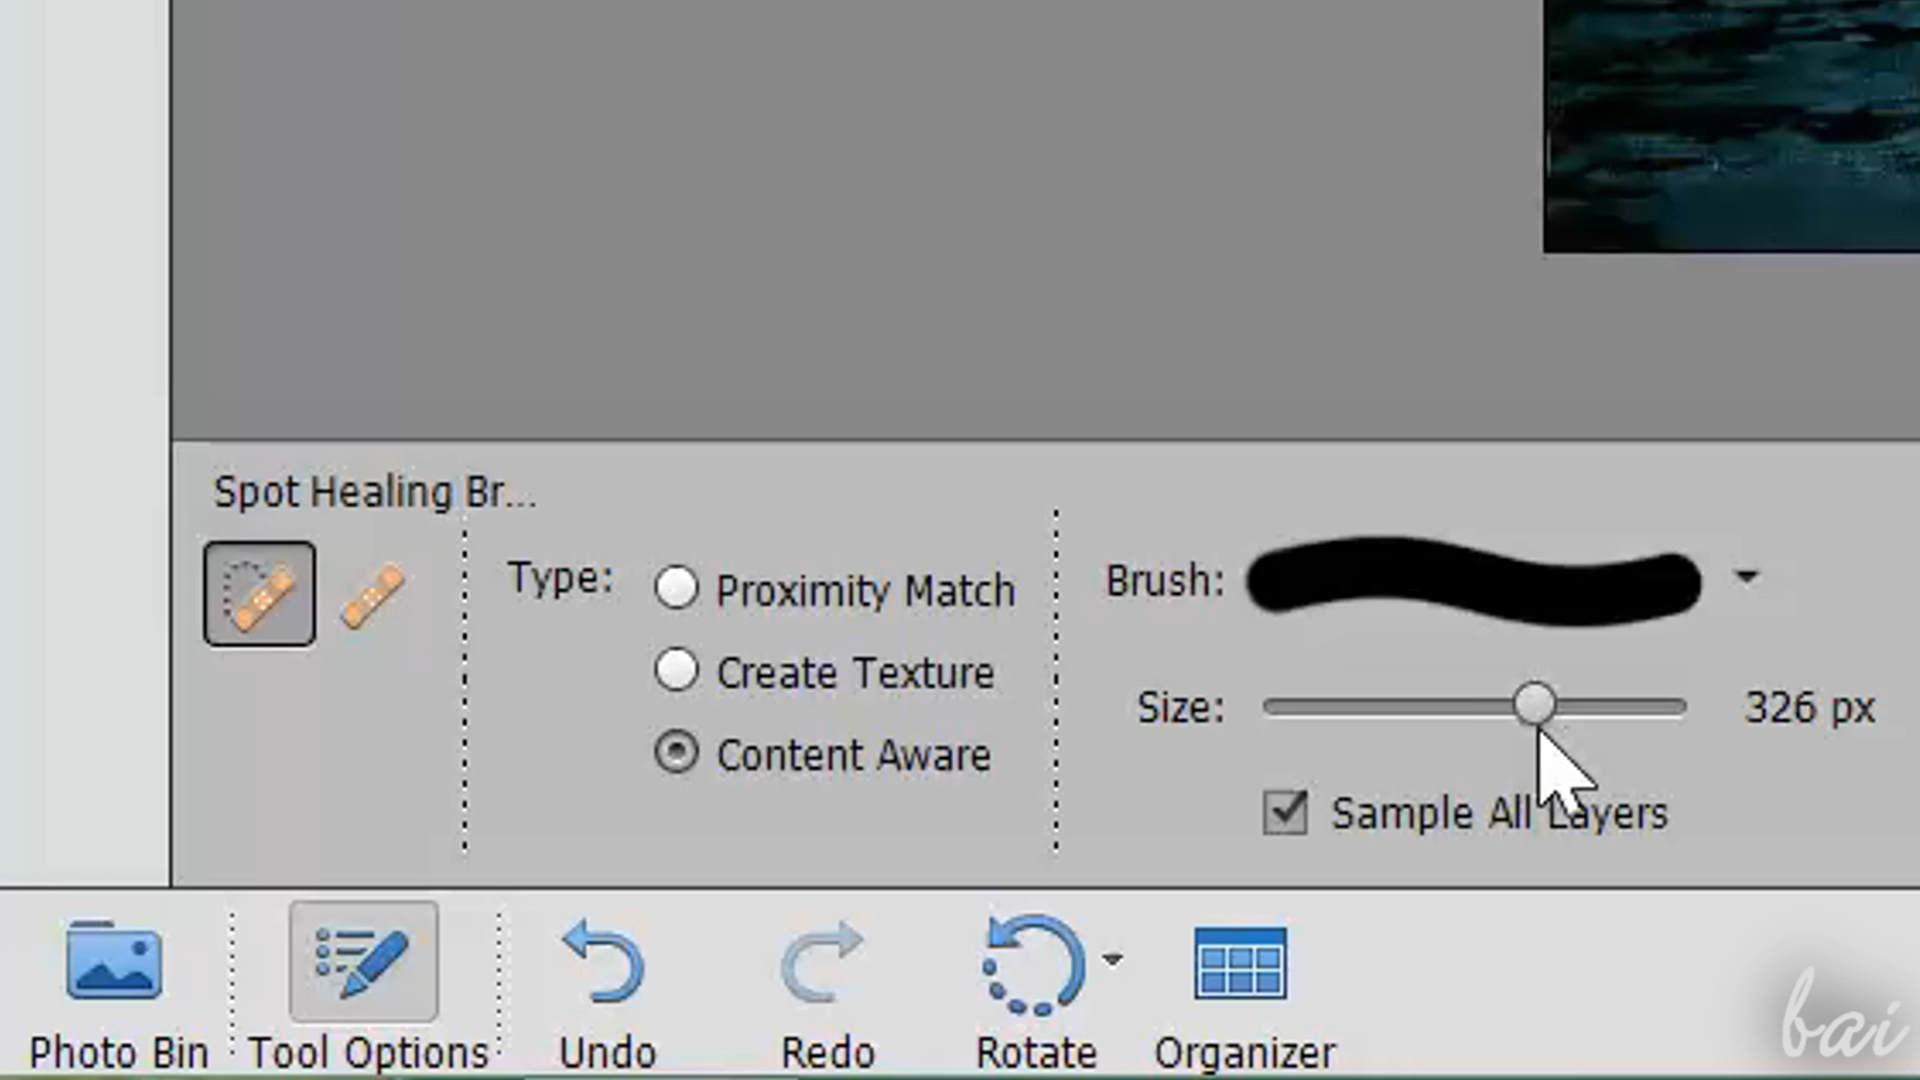 Spot Healing Br...
Type:
Proximity Match
Create Texture
Content Aware
Brush:
Size:
326 px
Sample All Layers
Photo Bin
Tool Options
Undo
Redo
Rotate
Organizer
bai